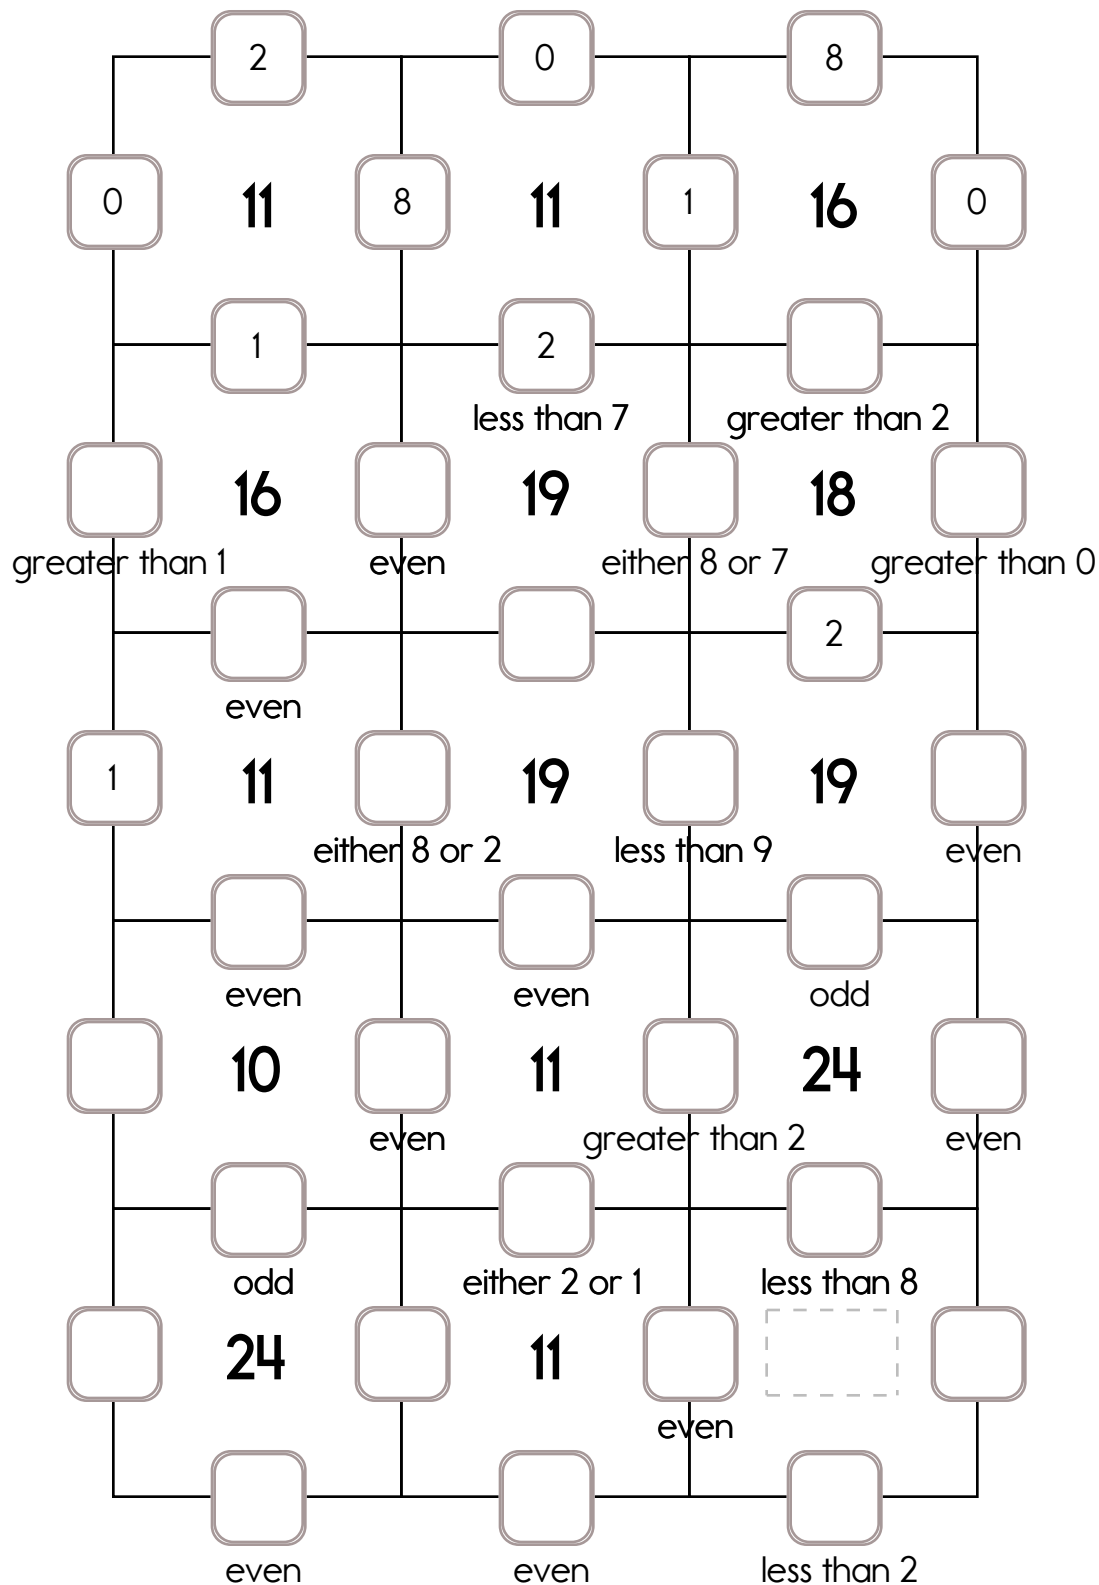 2 0 8
0 11 8 11 1 16 0
1 2
less than 7 greater than 2
16 19 18
greater than 1 even either 8 or 7 greater than 0
2
even
1 11 19 19
either 8 or 2 less than 9 even
even even odd
10 11 24
even greater than 2 even
odd either 2 or 1 less than 8
24 11
even
even even less than 2